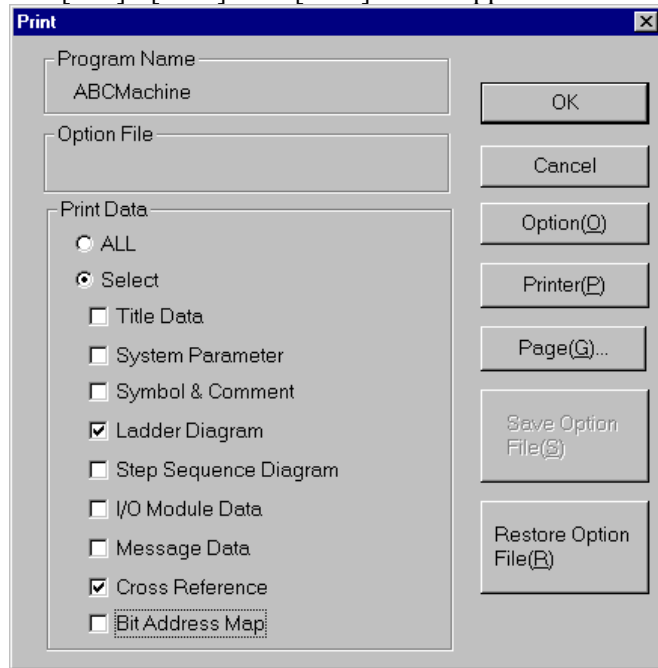 Print
Program Name
ABCMachine
Option File
Print Data
ALL
Select
Title Data
System Parameter
Symbol & Comment
Ladder Diagram
Step Sequence Diagram
I/O Module Data
Message Data
Cross Reference
Bit Address Map
OK
Cancel
Option(O)
Printer(P)
Page(G)...
Save Option
File(S)
Restore Option
File(R)